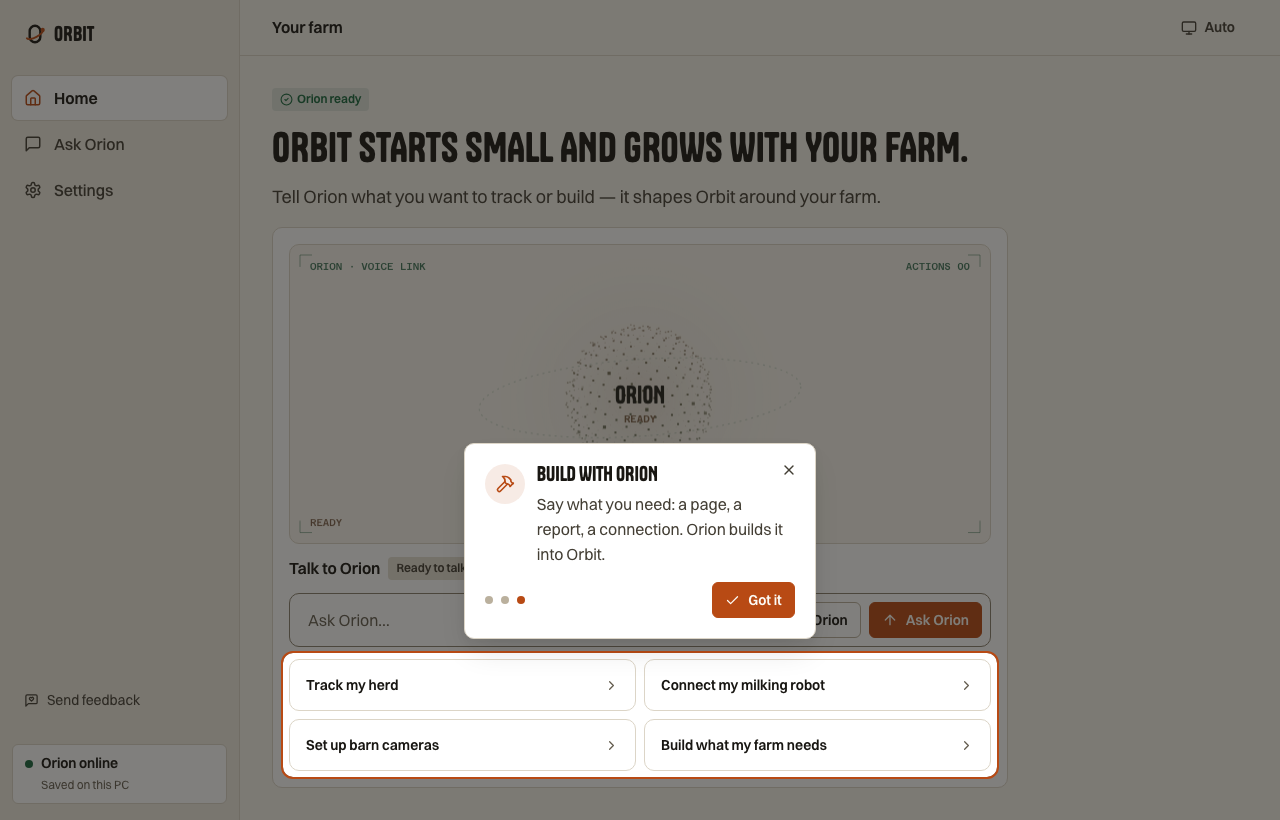 ORBIT
Home
Ask Orion
Settings
Send feedback
Orion online
Saved on this PC
Your farm
Auto
Orion ready
ORBIT STARTS SMALL AND GROWS WITH YOUR FARM.
Tell Orion what you want to track or build — it shapes Orbit around your farm.
ORION · VOICE LINK
ACTIONS 00
ORION
READY
READY
BUILD WITH ORION
Say what you need: a page, a
report, a connection. Orion builds it
into Orbit.
Got it
Talk to Orion
Ready to talk
Ask Orion...
Orion
Ask Orion
Track my herd
Connect my milking robot
Set up barn cameras
Build what my farm needs